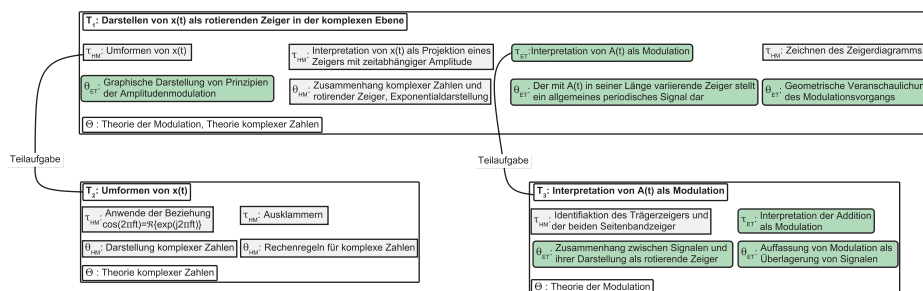 T₁: Darstellen von x(t) als rotierenden Zeiger in der komplexen Ebene
τHM: Umformen von x(t)
τHM: Interpretation von x(t) als Projektion eines
Zeigers mit zeitabhängiger Amplitude
τET:Interpretation von A(t) als Modulation
τHM: Zeichnen des Zeigerdiagramms
θET: Graphische Darstellung von Prinzipien
der Amplitudenmodulation
θHM: Zusammenhang komplexer Zahlen und
rotirender Zeiger, Exponentialdarstellung
θET: Der mit A(t) in seiner Länge variierende Zeiger stellt
ein allgemeines periodisches Signal dar
θET: Geometrische Veranschaulichun
des Modulationsvorgangs
Θ : Theorie der Modulation, Theorie komplexer Zahlen
Teilaufgabe
Teilaufgabe
T₂: Umformen von x(t)
τHM: Anwende der Beziehung
cos(2πft)=ℜ{exp(j2πft)}
τHM: Ausklammern
θHM: Darstellung komplexer Zahlen
θHM: Rechenregeln für komplexe Zahlen
Θ : Theorie komplexer Zahlen
T₃: Interpretation von A(t) als Modulation
τHM: Identifiaktion des Trägerzeigers und
der beiden Seitenbandzeiger
τET: Interpretation der Addition
als Modulation
θET: Zusammenhang zwischen Signalen und
ihrer Darstellung als rotierende Zeiger
θET: Auffassung von Modulation als
Überlagerung von Signalen
Θ : Theorie der Modulation